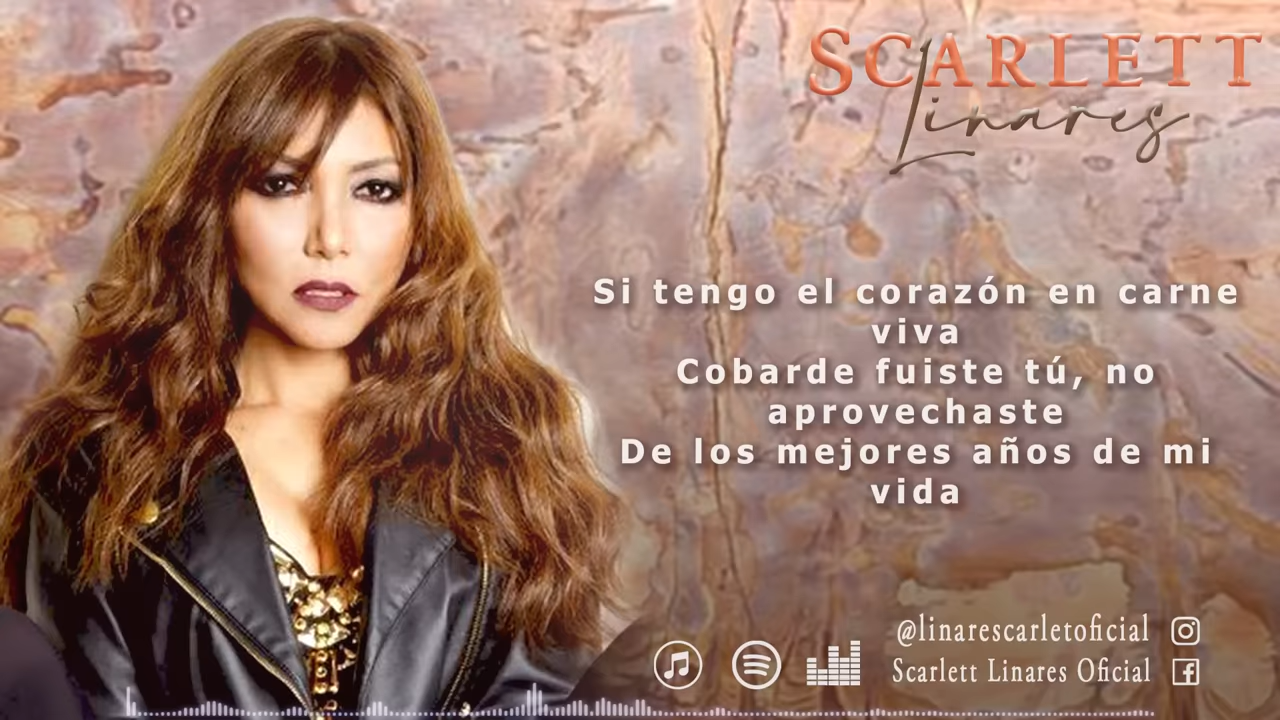 SCARLETT
Linares
Si tengo el corazón en carne
viva
Cobarde fuiste tú, no
aprovechaste
De los mejores años de mi
vida
@linarescarletoficial
Scarlett Linares Oficial